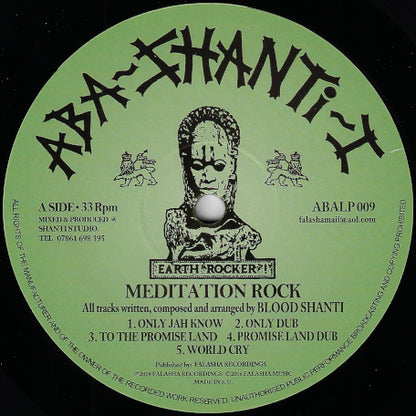 ABA~SHANTi~I
A SIDE • 33 Rpm
MIXED & PRODUCED @
SHANTI STUDIO.
TEL 07861 698 395
ABALP 009
falashamail@aol.com
EARTH ROCKER?!
MEDITATION ROCK
All tracks written, composed and arranged by BLOOD SHANTI
1. ONLY JAH KNOW 2. ONLY DUB
3. TO THE PROMISE LAND 4. PROMISE LAND DUB
5. WORLD CRY
Published by: FALASHA RECORDINGS
FALASHA RECORDINGS FALASHA MUSIC
MADE IN E.C.
ALL RIGHTS OF THE MANUFACTURER AND OF THE OWNER OF THE RECORDED WORK RESERVED. UNAUTHORISED PUBLIC PERFORMANCE BROADCASTING AND COPYING PROHIBITED.